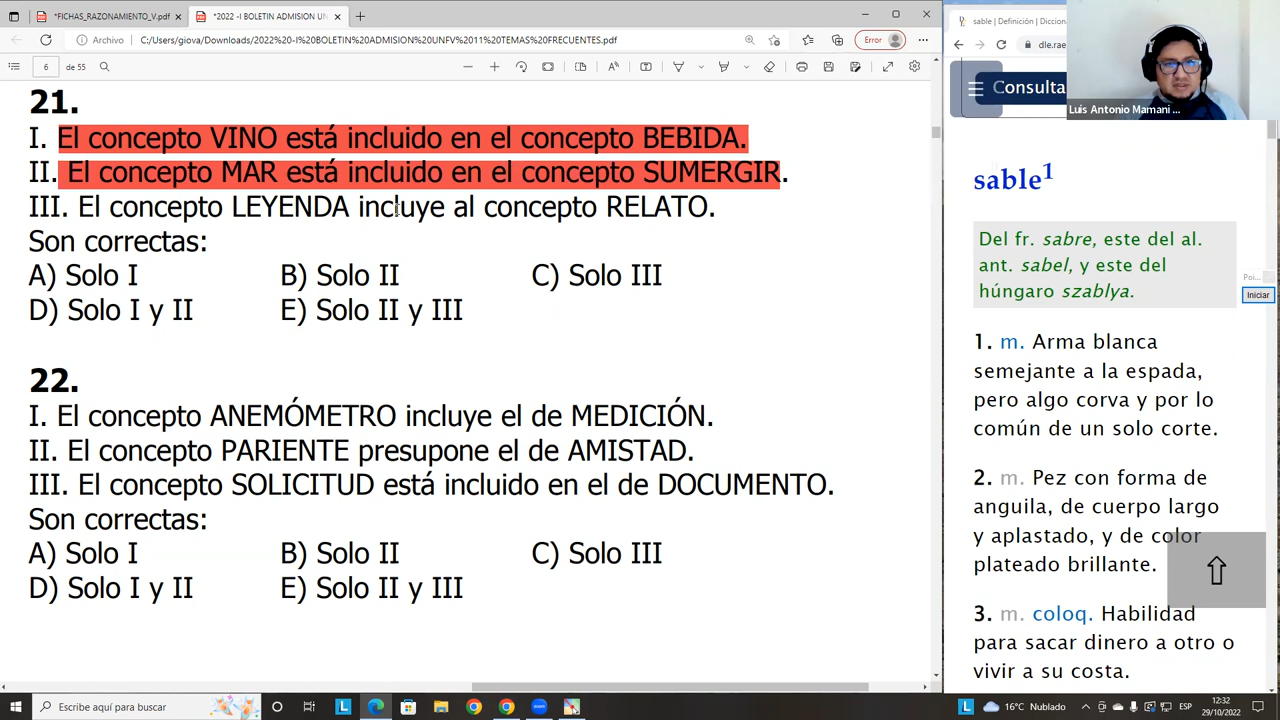 *FICHAS_RAZONAMIENTO_V.pdf
*2022 -I BOLETIN ADMISION UN
Archivo
C:/Users/giova/Downloads/2022%20-I%20BOLETIN%20ADMISION%20UNFV%2011%20TEMAS%20FRECUENTES.pdf
Error
6 de 55
21.
I. El concepto VINO está incluido en el concepto BEBIDA.
II. El concepto MAR está incluido en el concepto SUMERGIR.
III. El concepto LEYENDA incluye al concepto RELATO.
Son correctas:
A) Solo I B) Solo II C) Solo III
D) Solo I y II E) Solo II y III
22.
I. El concepto ANEMÓMETRO incluye el de MEDICIÓN.
II. El concepto PARIENTE presupone el de AMISTAD.
III. El concepto SOLICITUD está incluido en el de DOCUMENTO.
Son correctas:
A) Solo I B) Solo II C) Solo III
D) Solo I y II E) Solo II y III
sable | Definición | Diccion
dle.rae
Consulta
Luis Antonio Mamani ...
sable1
Del fr. sabre, este del al.
ant. sabel, y este del
húngaro szablya.
Poi...
Iniciar
1. m. Arma blanca
semejante a la espada,
pero algo corva y por lo
común de un solo corte.
2. m. Pez con forma de
anguila, de cuerpo largo
y aplastado, y de color
plateado brillante.
3. m. coloq. Habilidad
para sacar dinero a otro o
vivir a su costa.
Escribe aquí para buscar
16°C Nublado
ESP
12:32
29/10/2022